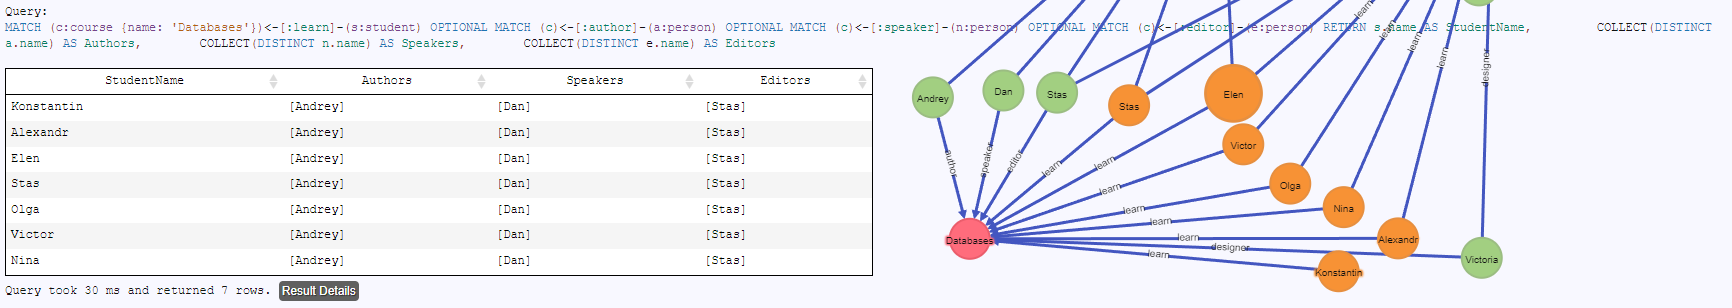 Query:
MATCH (c:course {name: 'Databases'})<-[:learn]-(s:student) OPTIONAL MATCH (c)<-[:author]-(a:person) OPTIONAL MATCH (c)<-[:speaker]-(n:person) OPTIONAL MATCH (c)<-[:editor]-(e:person) RETURN s.name AS StudentName, COLLECT(DISTINCT
a.name) AS Authors, COLLECT(DISTINCT n.name) AS Speakers, COLLECT(DISTINCT e.name) AS Editors
StudentName Authors Speakers Editors
Konstantin [Andrey] [Dan] [Stas]
Alexandr [Andrey] [Dan] [Stas]
Elen [Andrey] [Dan] [Stas]
Stas [Andrey] [Dan] [Stas]
Olga [Andrey] [Dan] [Stas]
Victor [Andrey] [Dan] [Stas]
Nina [Andrey] [Dan] [Stas]
Query took 30 ms and returned 7 rows. Result Details
learn
learn
learn
learn
designer
Andrey
Dan
Stas
Stas
Elen
Victor
author
speaker
editor
learn
learn
learn
Olga
Nina
learn
learn
Databases
learn
Alexandr
designer
learn
Victoria
Konstantin